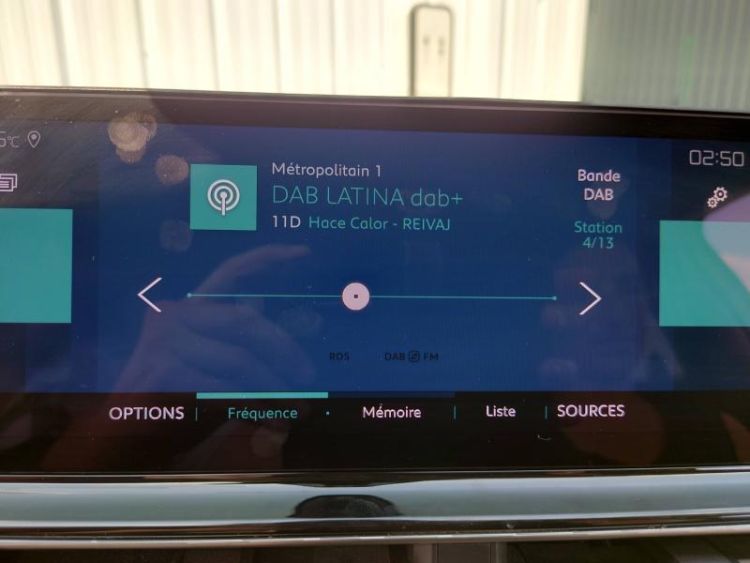 02:50
Métropolitain 1
DAB LATINA dab+
11D Hace Calor - REIVAJ
Bande
DAB
Station
4/13
RDS DAB FM
OPTIONS | Fréquence · Mémoire | Liste | SOURCES